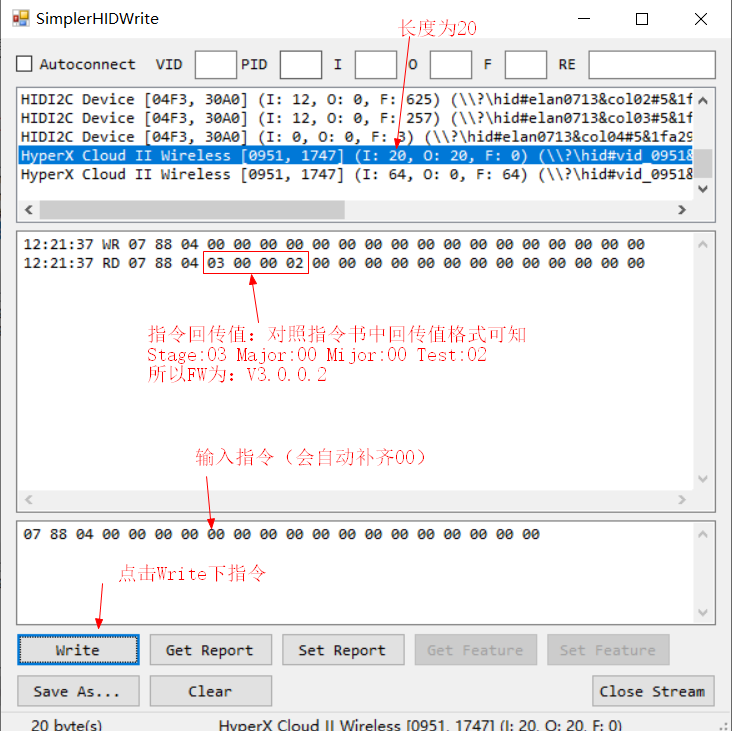 SimplerHIDWrite
长度为20
Autoconnect VID PID I O F RE
HIDI2C Device [04F3, 30A0] (I: 12, O: 0, F: 625) (\\?\hid#elan0713&col02#5&1f
HIDI2C Device [04F3, 30A0] (I: 12, O: 0, F: 257) (\\?\hid#elan0713&col03#5&1f
HIDI2C Device [04F3, 30A0] (I: 0, O: 0, F: 3) (\\?\hid#elan0713&col04#5&1fa29
HyperX Cloud II Wireless [0951, 1747] (I: 20, O: 20, F: 0) (\\?\hid#vid_0951&
HyperX Cloud II Wireless [0951, 1747] (I: 64, O: 0, F: 64) (\\?\hid#vid_0951&
12:21:37 WR 07 88 04 00 00 00 00 00 00 00 00 00 00 00 00 00 00 00 00 00
12:21:37 RD 07 88 04 03 00 00 02 00 00 00 00 00 00 00 00 00 00 00 00 00
指令回传值：对照指令书中回传值格式可知
Stage:03 Major:00 Mijor:00 Test:02
所以FW为：V3.0.0.2
输入指令（会自动补齐00）
07 88 04 00 00 00 00 00 00 00 00 00 00 00 00 00 00 00 00 00
点击Write下指令
Write Get Report Set Report Get Feature Set Feature
Save As... Clear Close Stream
20 byte(s) HyperX Cloud II Wireless [0951, 1747] (I: 20, O: 20, F: 0)